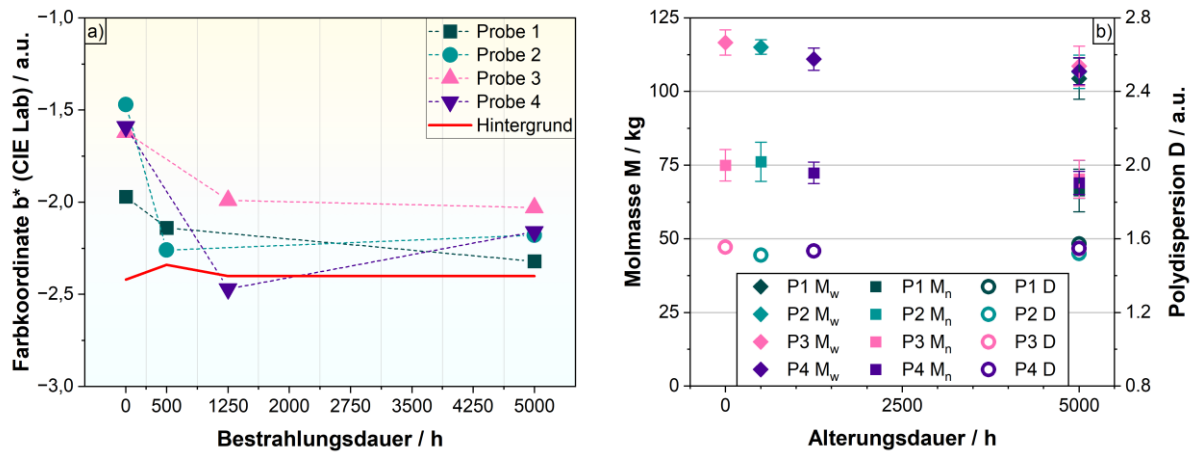 a)
Probe 1
Probe 2
Probe 3
Probe 4
Hintergrund
−1,0
−1,5
−2,0
−2,5
−3,0
Farbkoordinate b* (CIE Lab) / a.u.
0 500 1250 2000 2750 3500 4250 5000
Bestrahlungsdauer / h
b)
125
100
75
50
25
0
Molmasse M / kg
2.8
2.4
2.0
1.6
1.2
0.8
Polydispersion D / a.u.
P1 Mw P1 Mn P1 D
P2 Mw P2 Mn P2 D
P3 Mw P3 Mn P3 D
P4 Mw P4 Mn P4 D
0 2500 5000
Alterungsdauer / h